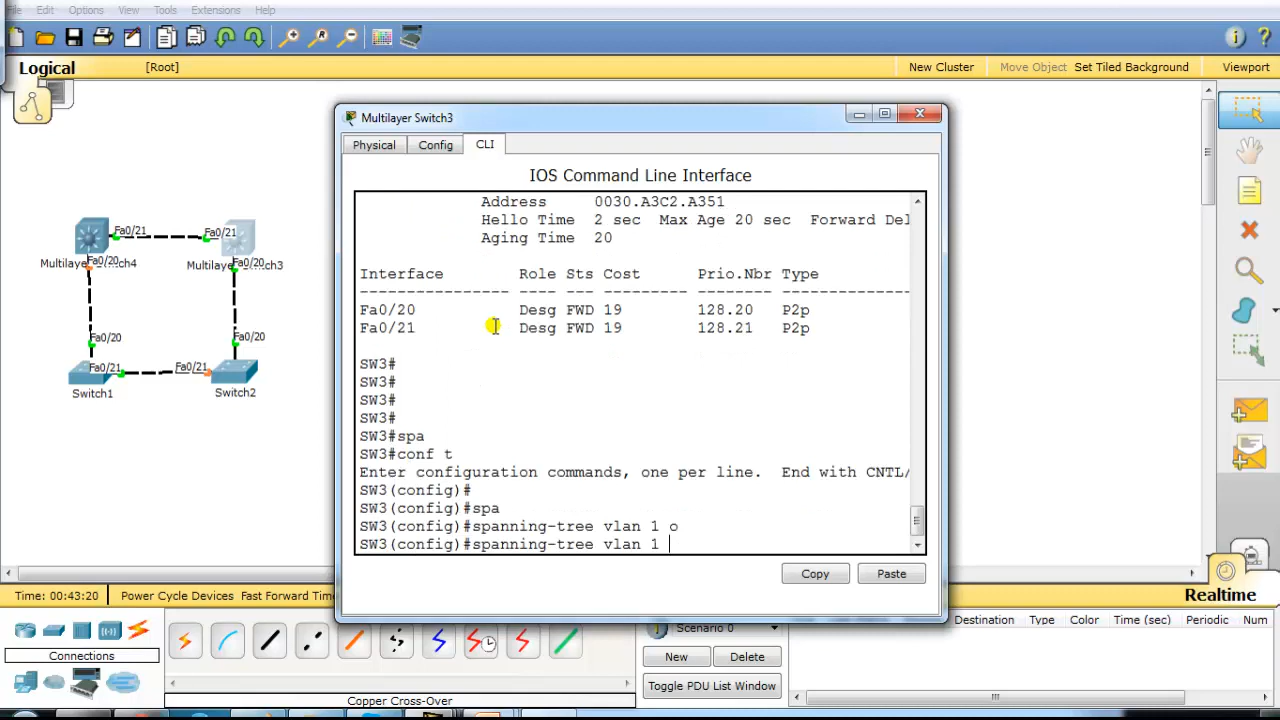 File Edit Options View Tools Extensions Help
Logical [Root] New Cluster Move Object Set Tiled Background Viewport
Multilayer Switch3
Physical Config CLI
IOS Command Line Interface
Address 0030.A3C2.A351
Hello Time 2 sec Max Age 20 sec Forward Del
Aging Time 20
Interface Role Sts Cost Prio.Nbr Type
---------------- ---- --- --------- -------- --------------------------------
Fa0/20 Desg FWD 19 128.20 P2p
Fa0/21 Desg FWD 19 128.21 P2p
SW3#
SW3#
SW3#
SW3#
SW3#spa
SW3#conf t
Enter configuration commands, one per line. End with CNTL/
SW3(config)#
SW3(config)#spa
SW3(config)#spanning-tree vlan 1 o
SW3(config)#spanning-tree vlan 1
Copy Paste
Fa0/21 Fa0/21
Multilayer tch4 Fa0/20 Multilayer tch3 Fa0/20
Fa0/20 Fa0/20
Fa0/21 Fa0/21
Switch1 Switch2
Time: 00:43:20 Power Cycle Devices Fast Forward Time
Realtime
Connections
Copper Cross-Over
Scenario 0
New Delete
Toggle PDU List Window
Destination Type Color Time (sec) Periodic Num